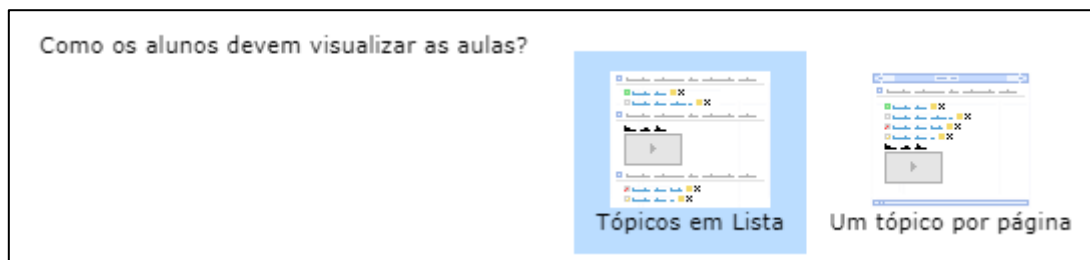 Como os alunos devem visualizar as aulas?
Tópicos em Lista
Um tópico por página